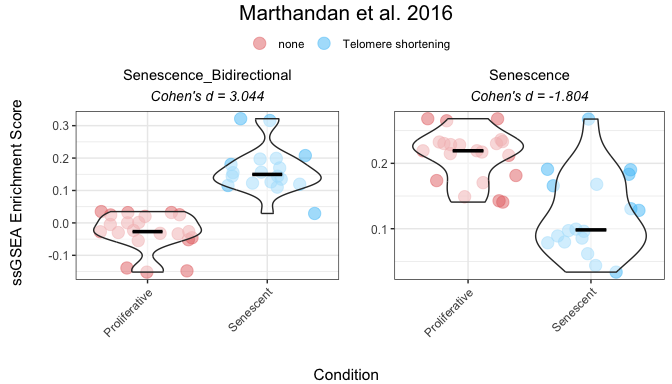 Marthandan et al. 2016
none Telomere shortening
Senescence_Bidirectional
Cohen's d = 3.044
Senescence
Cohen's d = -1.804
ssGSEA Enrichment Score
0.3
0.2
0.1
0.0
-0.1
0.2
0.1
Proliferative
Senescent
Proliferative
Senescent
Condition